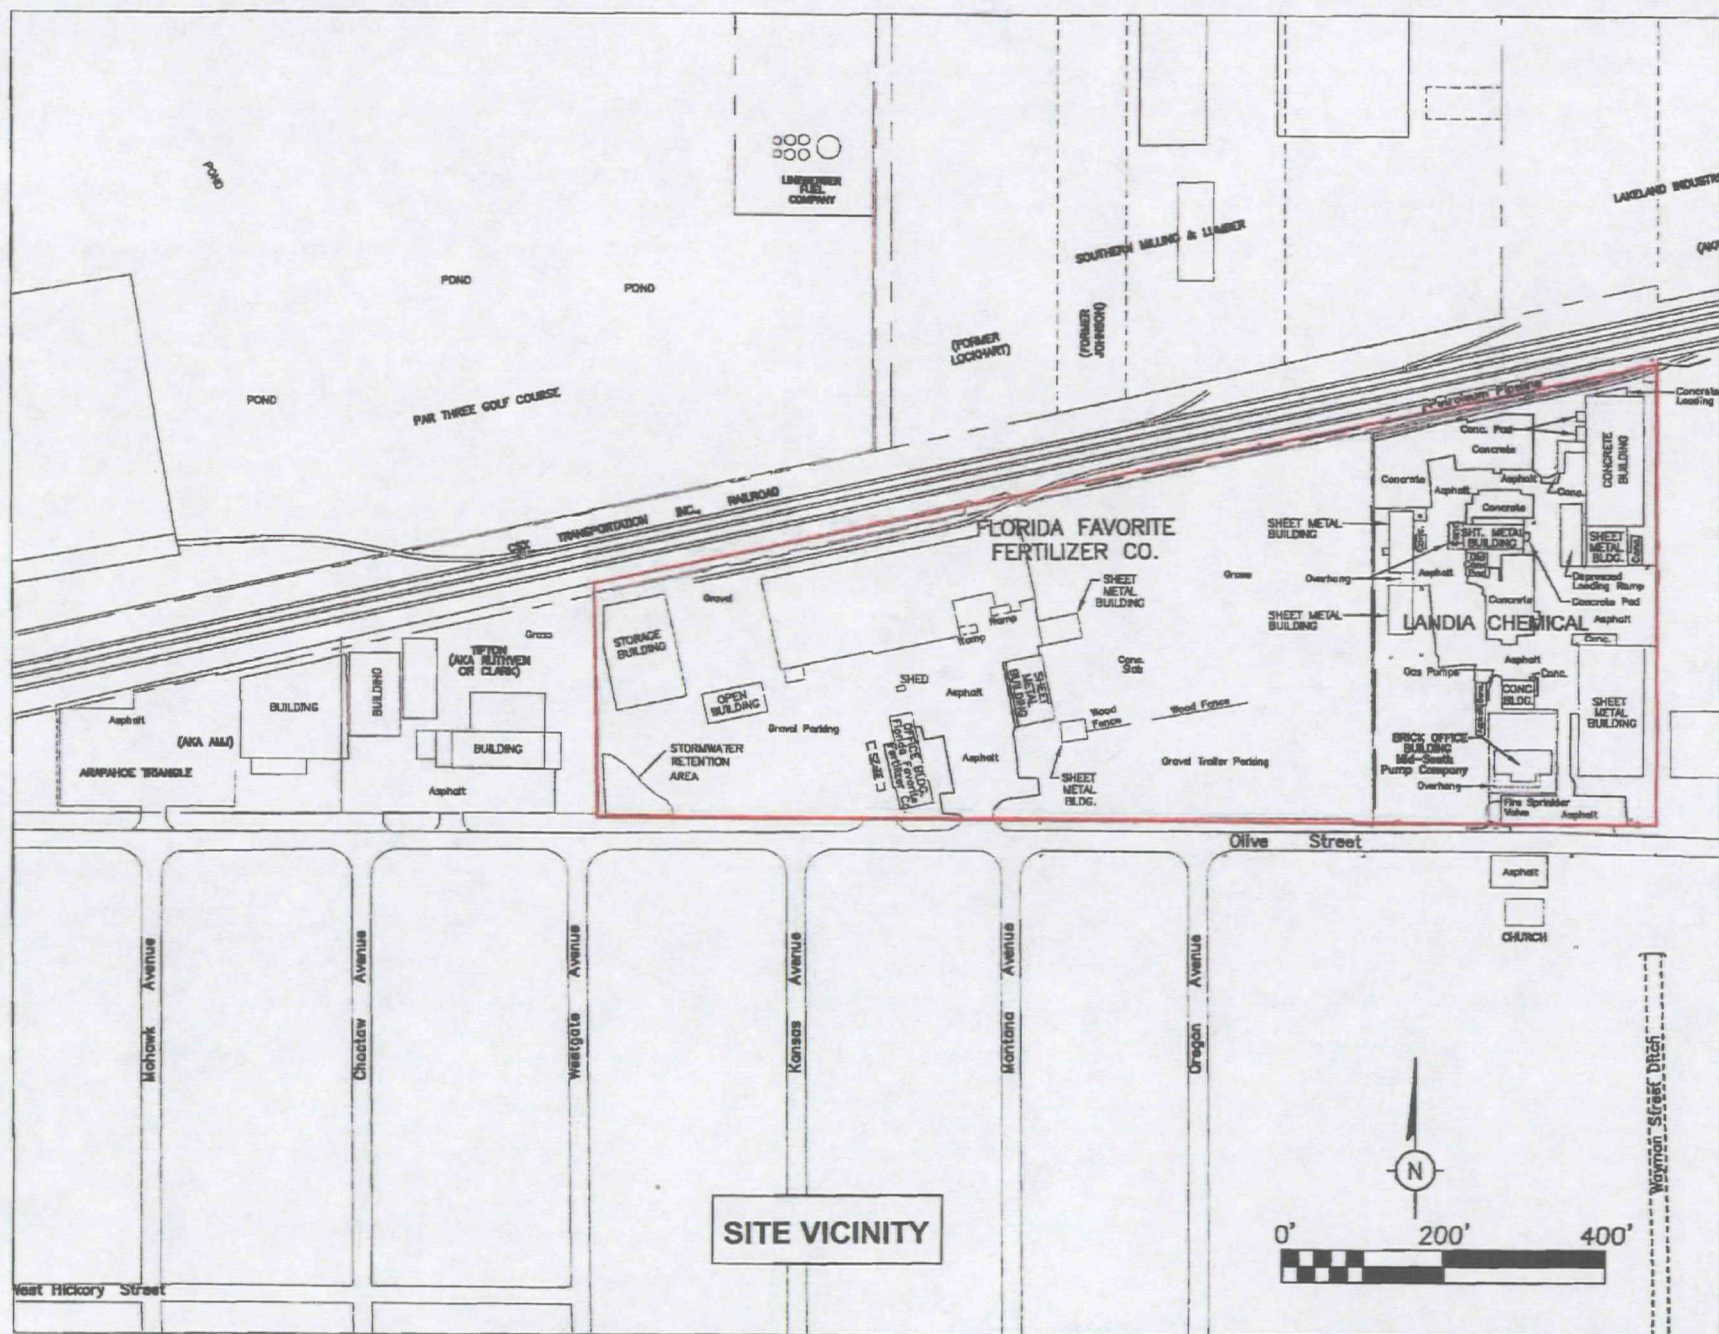 POND
FUEL
COMPANY
LAKELAND INDUSTR
SOUTHERN MILLING & LUMBER
POND
POND
(FORMER
LOCKHART)
(FORMER
JOHNSON)
POND
PAR THREE GOLF COURSE
Petroleum Pipeline
Concrete
Loading
Conc. Pad
Concrete
CONCRETE
BUILDING
Concrete
Asphalt
Asphalt
Conc.
Concrete
CSX TRANSPORTATION INC., RAILROAD
FLORIDA FAVORITE
FERTILIZER CO.
SHEET METAL
BUILDING
Conc.
SHT. METAL
BUILDING
SHEET
METAL
BLDG.
Conc.
Grass
Overhang
Asphalt
Depressed
Loading Ramp
Concrete Pad
Concrete
SHEET METAL
BUILDING
LANDIA CHEMICAL
Asphalt
Conc.
SHEET
METAL
BUILDING
Gravel
Ramp
Ramp
STORAGE
BUILDING
Grass
TIPTON
(AKA RUTHVEN
OR CLARK)
Conc.
Slab
Asphalt
Gas Pumps
Conc.
CONC.
BLDG.
SHED
Asphalt
SHEET
METAL
BUILDING
OPEN
BUILDING
BUILDING
BUILDING
Asphalt
(AKA AMJ)
BUILDING
ARAPAHOE TRIANGLE
Asphalt
Gravel Parking
STORMWATER
RETENTION
AREA
OFFICE BLDG.
Florida Favorite
Fertilizer Co.
Asphalt
Wood
Fence
Wood Fence
SHEET
METAL
BLDG.
Gravel Trailer Parking
BRICK OFFICE
BUILDING
Mid-South
Pump Company
Overhang
SHEET
METAL
BUILDING
Fire Sprinkler
Valve
Asphalt
Olive Street
Asphalt
CHURCH
Mohawk Avenue
Choctaw Avenue
Westgate Avenue
Kansas Avenue
Montana Avenue
Oregon Avenue
Wayman Street Ditch
N
SITE VICINITY
0' 200' 400'
West Hickory Street